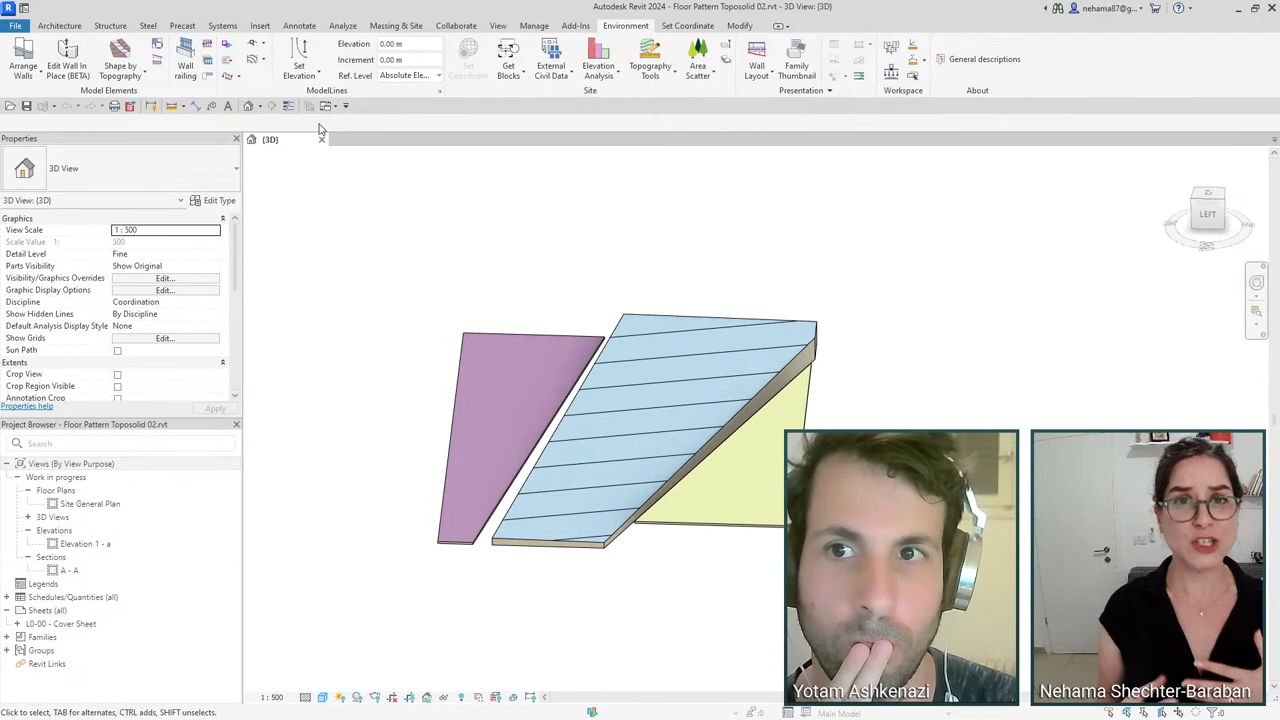 Autodesk Revit 2024 - Floor Pattern Toposolid 02.rvt - 3D View: {3D}
nehama87@g...
File Architecture Structure Steel Precast Systems Insert Annotate Analyze Massing & Site Collaborate View Manage Add-Ins Environment Set Coordinate Modify
Arrange Walls
Edit Wall In Place (BETA)
Shape by Topography
Wall railing
Set Elevation
Elevation 0.00 m
Increment 0.00 m
Ref. Level Absolute Ele...
Set Coordinate
Get Blocks
External Civil Data
Elevation Analysis
Topography Tools
Area Scatter
Wall Layout
Family Thumbnail
General descriptions
Model Elements
ModelLines
Site
Presentation
Workspace
{3D}
Properties
3D View
3D View: {3D}
Edit Type
Graphics
View Scale 1 : 500
Scale Value 1: 500
Detail Level Fine
Parts Visibility Show Original
Visibility/Graphics Overrides Edit...
Graphic Display Options Edit...
Discipline Coordination
Show Hidden Lines By Discipline
Default Analysis Display Style None
Show Grids Edit...
Sun Path
Extents
Crop View
Crop Region Visible
Annotation Crop
Properties help
Apply
Project Browser - Floor Pattern Toposolid 02.rvt
Search
Views (By View Purpose)
Work in progress
Floor Plans
Site General Plan
3D Views
Elevations
Elevation 1 - a
Sections
A - A
Legends
Schedules/Quantities (all)
Sheets (all)
L0-00 - Cover Sheet
Families
Groups
Revit Links
LEFT
Yotam Ashkenazi
Nehama Shechter-Baraban
1 : 500
Click to select, TAB for alternates, CTRL adds, SHIFT unselects.
:0
Main Model
:0